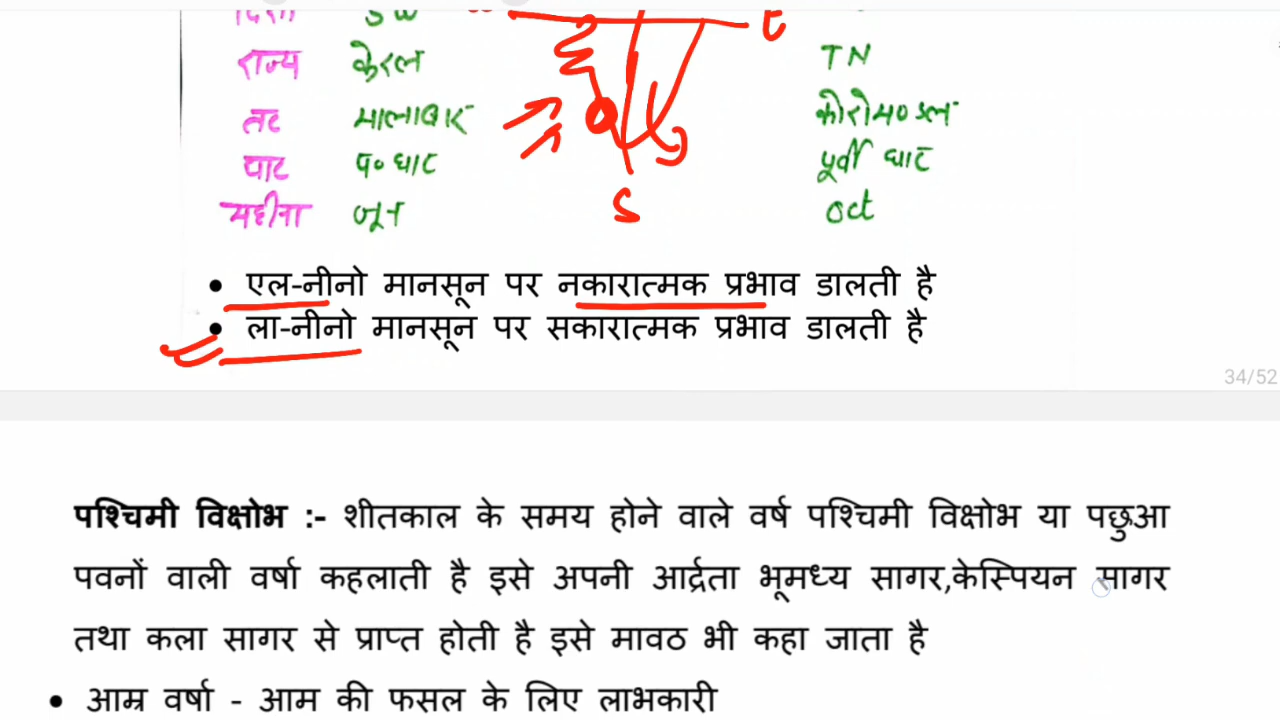 दिशा SW
E
राज्य केरल TN
तट मालाबार कोरोमण्डल
घाट प० घाट पूर्वी घाट
S
महीना जून Oct
• एल-नीनो मानसून पर नकारात्मक प्रभाव डालती है
• ला-नीनो मानसून पर सकारात्मक प्रभाव डालती है
34/52
पश्चिमी विक्षोभ :- शीतकाल के समय होने वाले वर्ष पश्चिमी विक्षोभ या पछुआ
पवनों वाली वर्षा कहलाती है इसे अपनी आर्द्रता भूमध्य सागर,केस्पियन सागर
तथा कला सागर से प्राप्त होती है इसे मावठ भी कहा जाता है
• आम्र वर्षा - आम की फसल के लिए लाभकारी